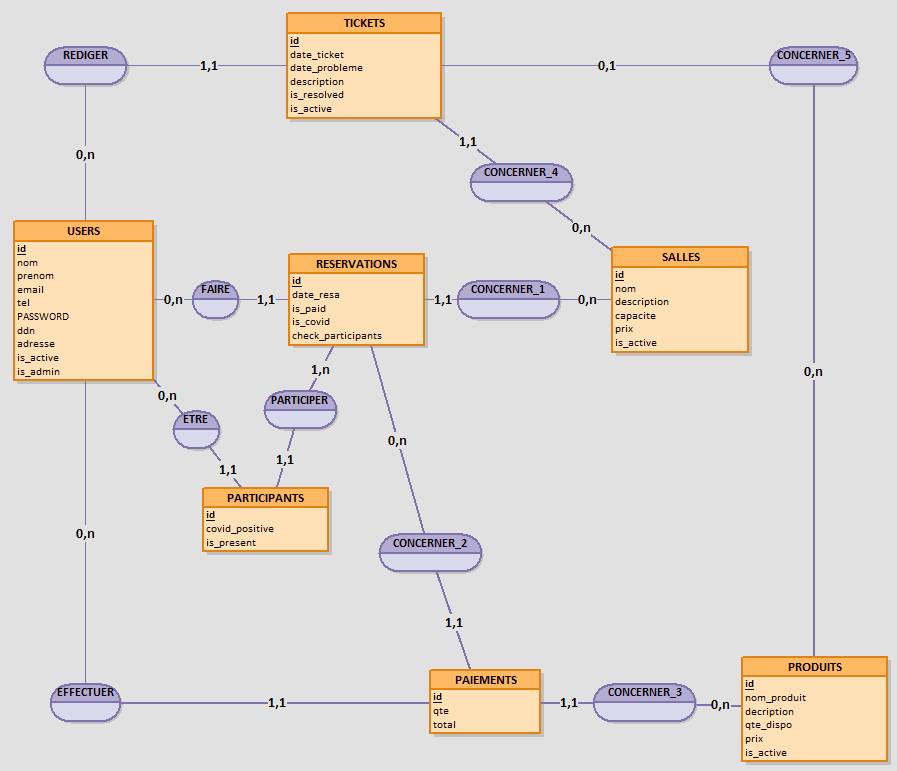 TICKETS
id
date_ticket
date_probleme
description
is_resolved
is_active
REDIGER
1,1
0,1
CONCERNER_5
0,n
1,1
CONCERNER_4
0,n
USERS
id
nom
prenom
email
tel
PASSWORD
ddn
adresse
is_active
is_admin
0,n
FAIRE
1,1
RESERVATIONS
id
date_resa
is_paid
is_covid
check_participants
1,1
CONCERNER_1
0,n
SALLES
id
nom
description
capacite
prix
is_active
0,n
1,n
PARTICIPER
0,n
ETRE
1,1
1,1
0,n
PARTICIPANTS
id
covid_positive
is_present
0,n
CONCERNER_2
1,1
EFFECTUER
1,1
PAIEMENTS
id
qte
total
1,1
CONCERNER_3
0,n
PRODUITS
id
nom_produit
decription
qte_dispo
prix
is_active